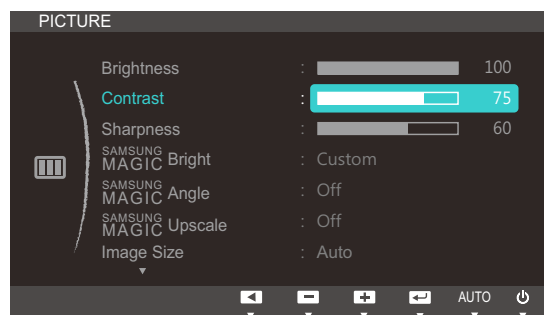 PICTURE
Brightness : 100
Contrast : 75
Sharpness : 60
SAMSUNG MAGIC Bright : Custom
SAMSUNG MAGIC Angle : Off
SAMSUNG MAGIC Upscale : Off
Image Size : Auto
AUTO